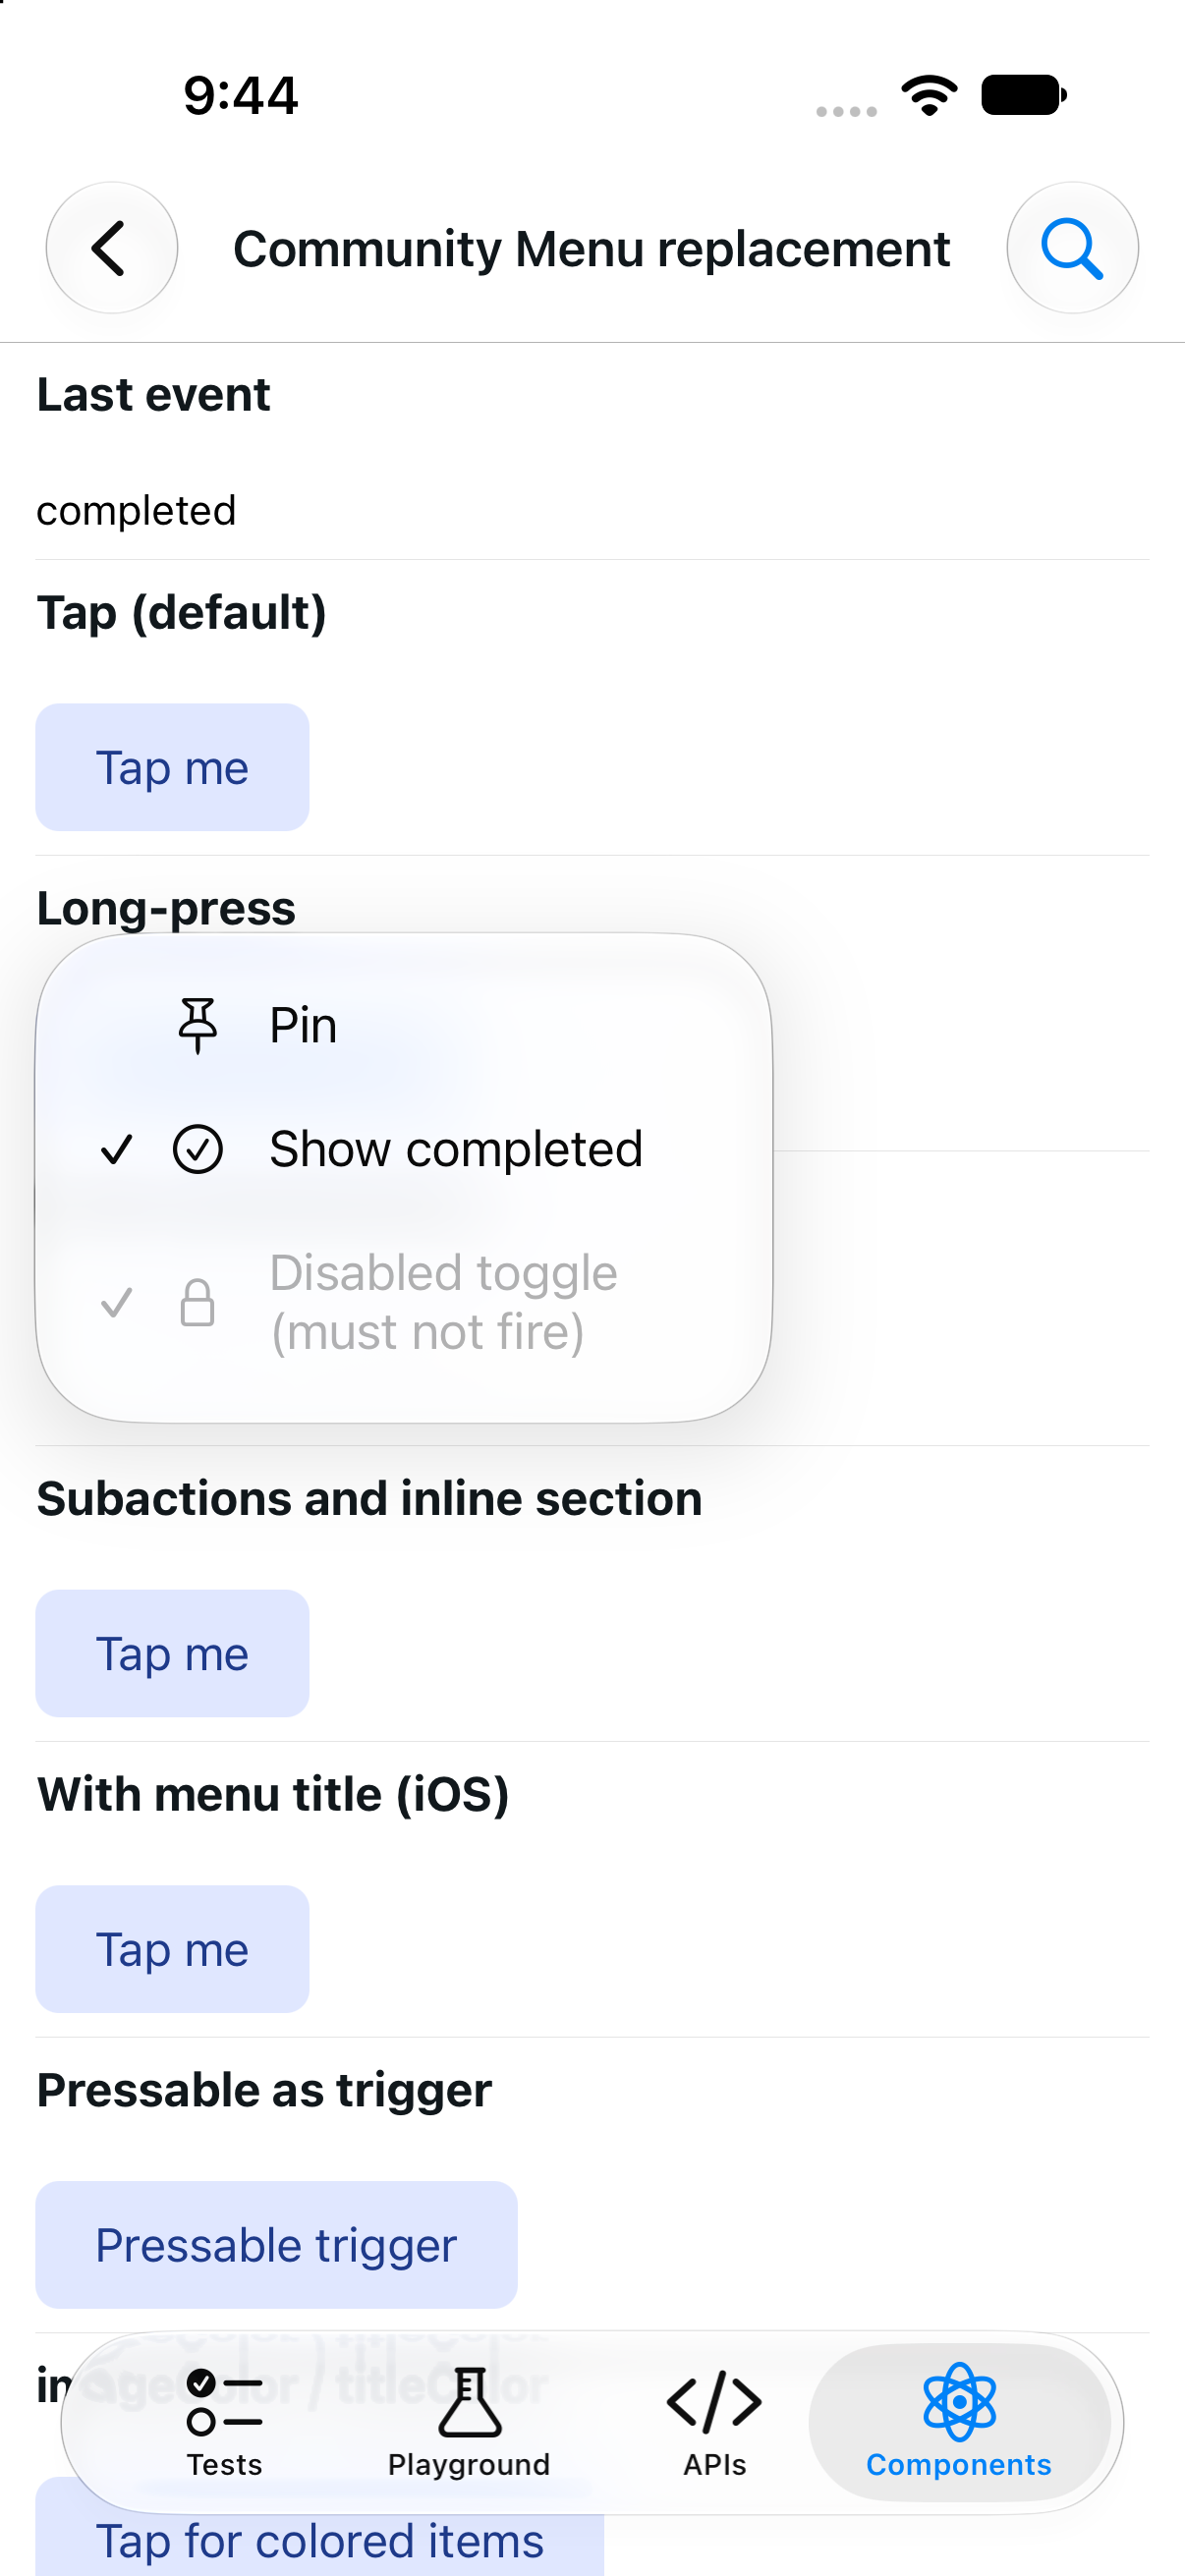 9:44
Community Menu replacement
Last event
completed
Tap (default)
Tap me
Long-press
Pin
Show completed
Disabled toggle
(must not fire)
Subactions and inline section
Tap me
With menu title (iOS)
Tap me
Pressable as trigger
Pressable trigger
imageColor / titleColor
Tests
Playground
APIs
Components
Tap for colored items